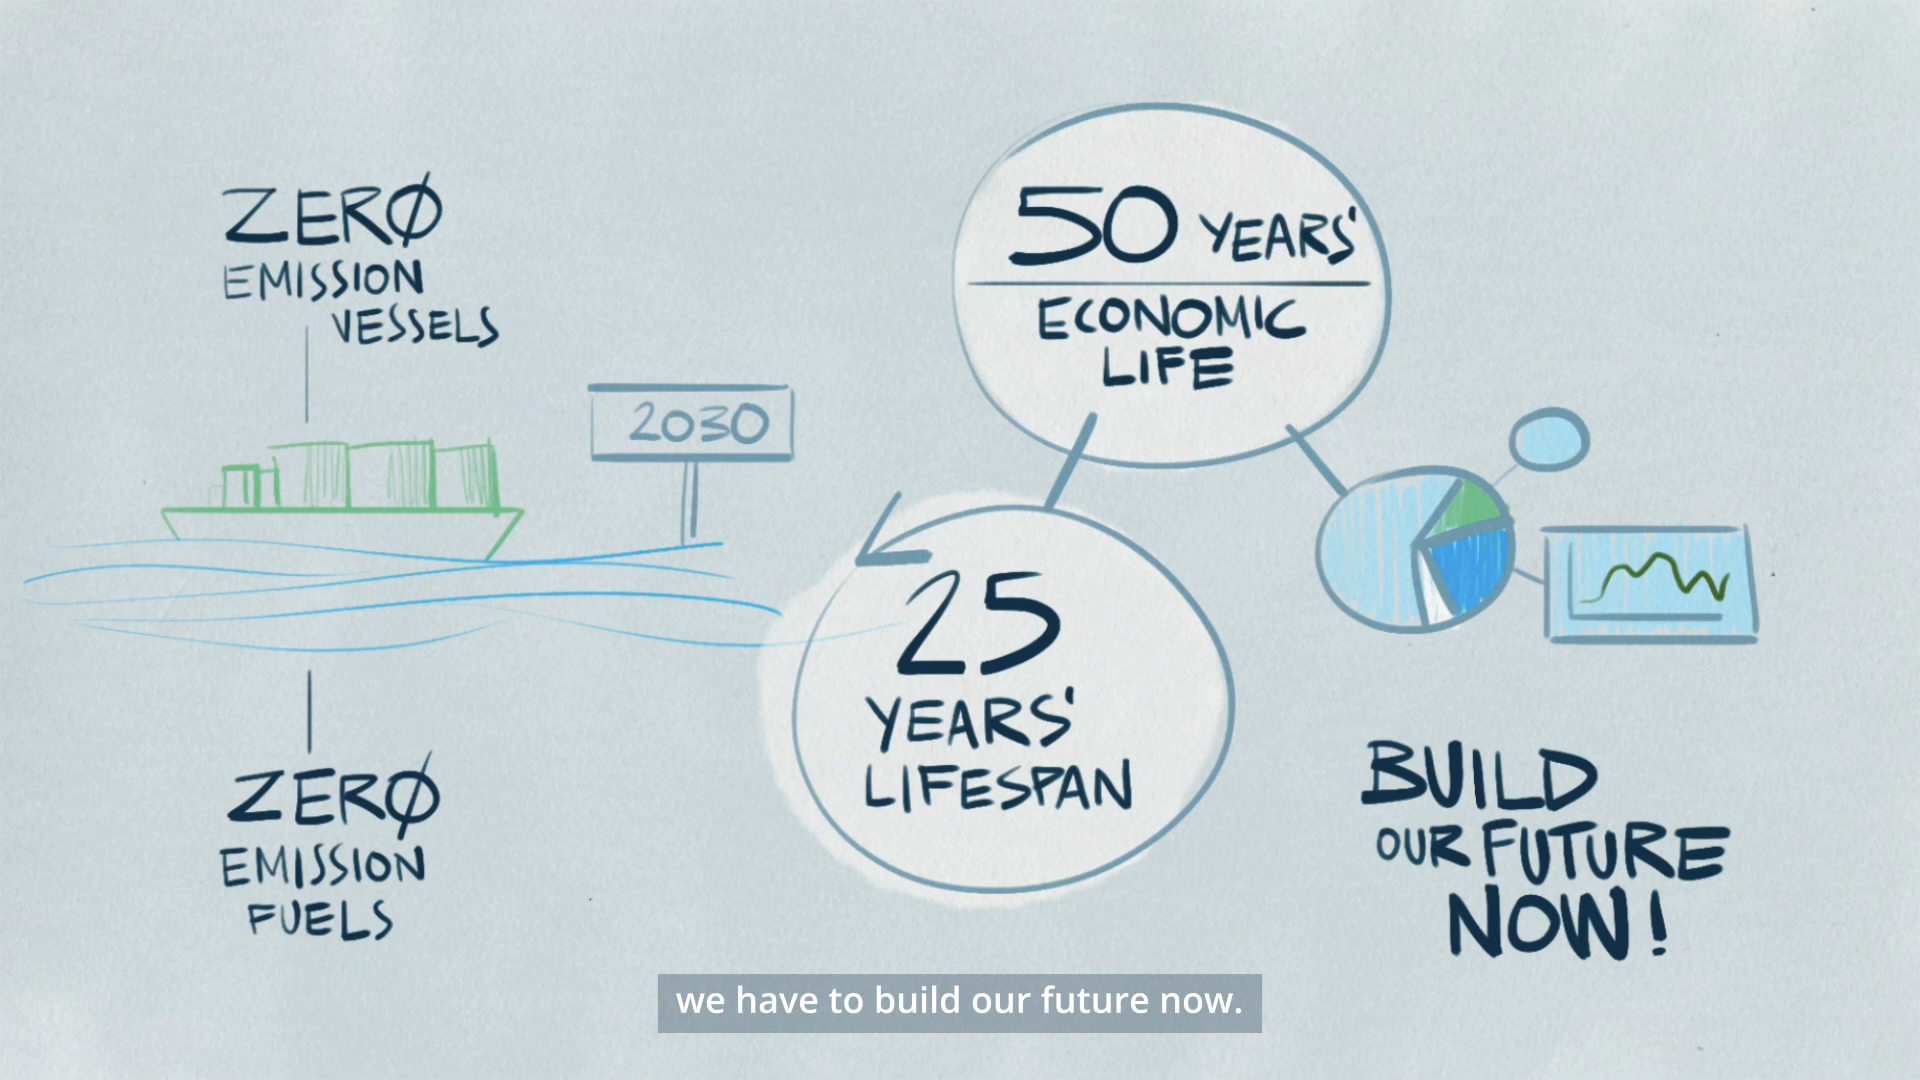 ZERØ
EMISSION
VESSELS
2030
ZERØ
EMISSION
FUELS
50 YEARS'
ECONOMIC
LIFE
25
YEARS'
LIFESPAN
BUILD
OUR FUTURE
NOW!
we have to build our future now.